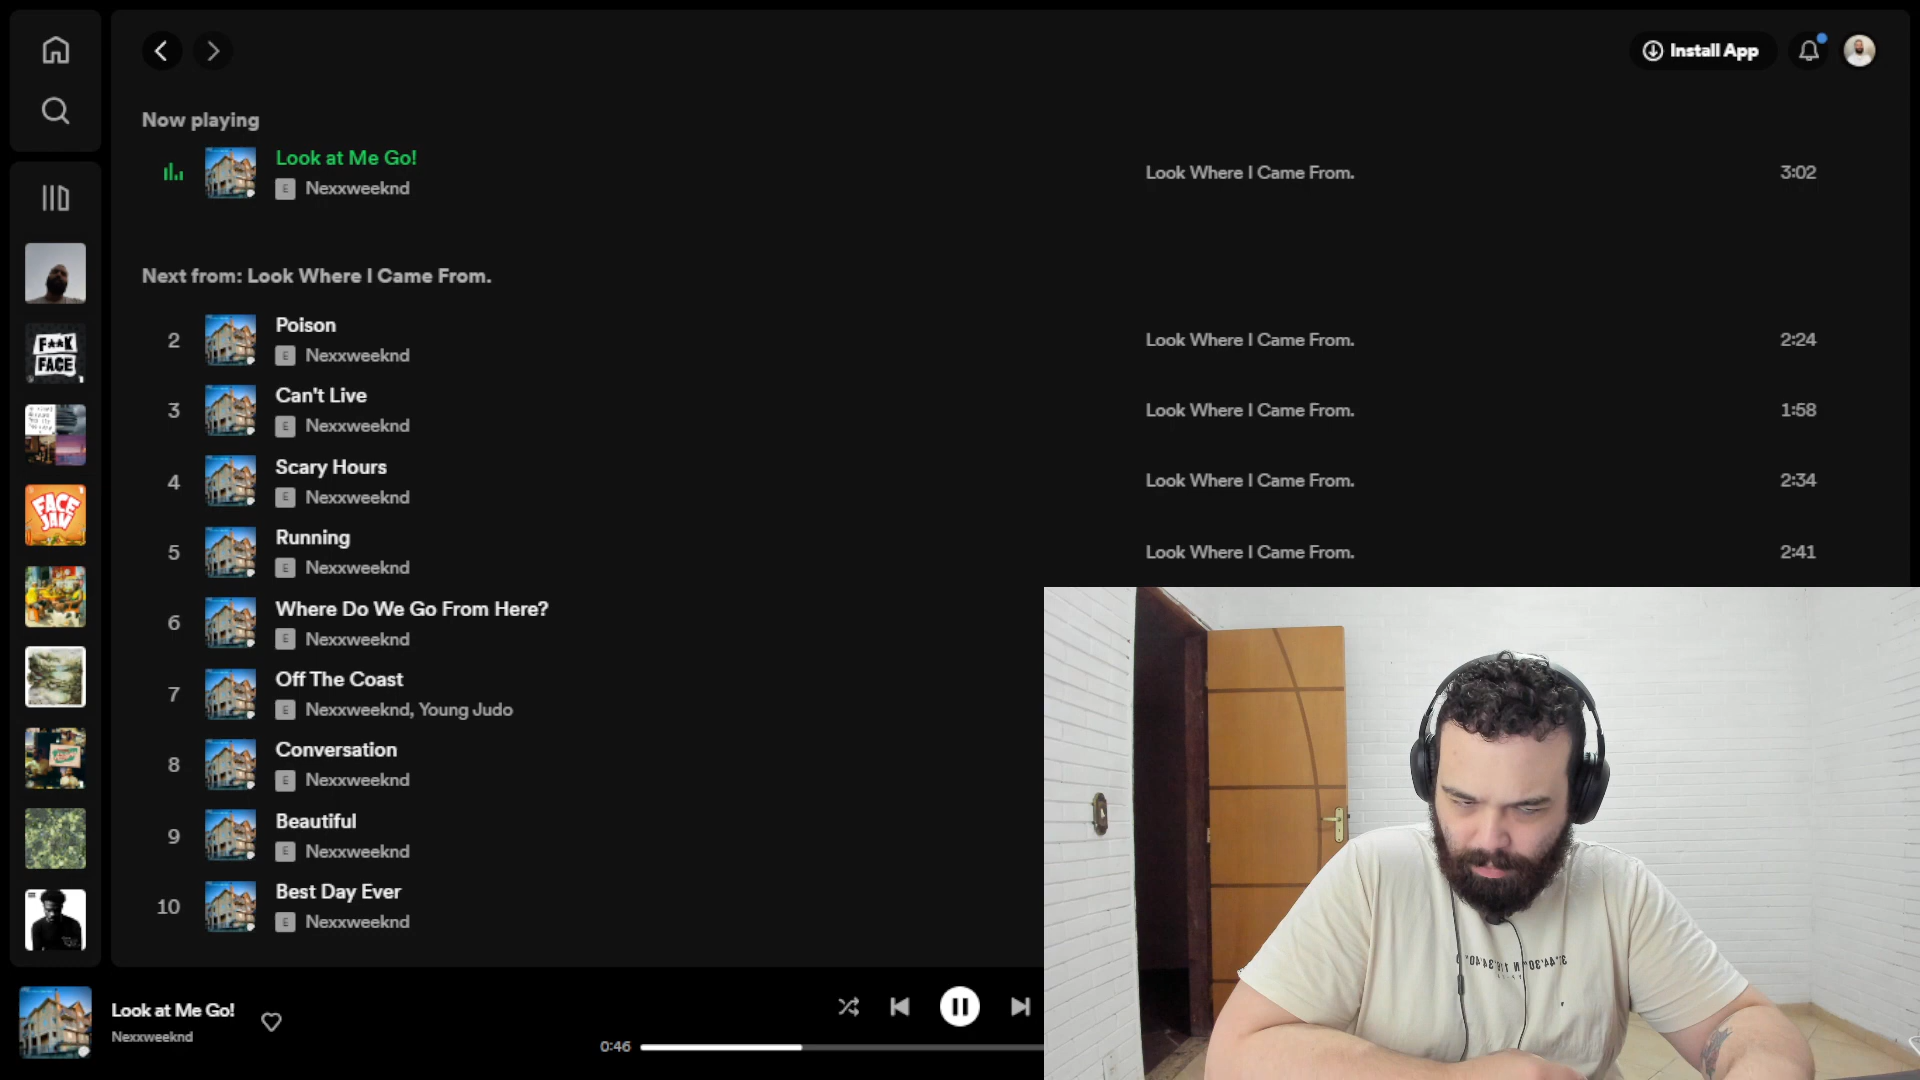 Install App
Now playing
Look at Me Go!
E Nexxweeknd
Look Where I Came From.
3:02
Next from: Look Where I Came From.
2
Poison
E Nexxweeknd
Look Where I Came From.
2:24
3
Can't Live
E Nexxweeknd
Look Where I Came From.
1:58
4
Scary Hours
E Nexxweeknd
Look Where I Came From.
2:34
5
Running
E Nexxweeknd
Look Where I Came From.
2:41
6
Where Do We Go From Here?
E Nexxweeknd
7
Off The Coast
E Nexxweeknd, Young Judo
8
Conversation
E Nexxweeknd
9
Beautiful
E Nexxweeknd
10
Best Day Ever
E Nexxweeknd
F**K
FACE
FACE
JAM
Look at Me Go!
Nexxweeknd
0:46